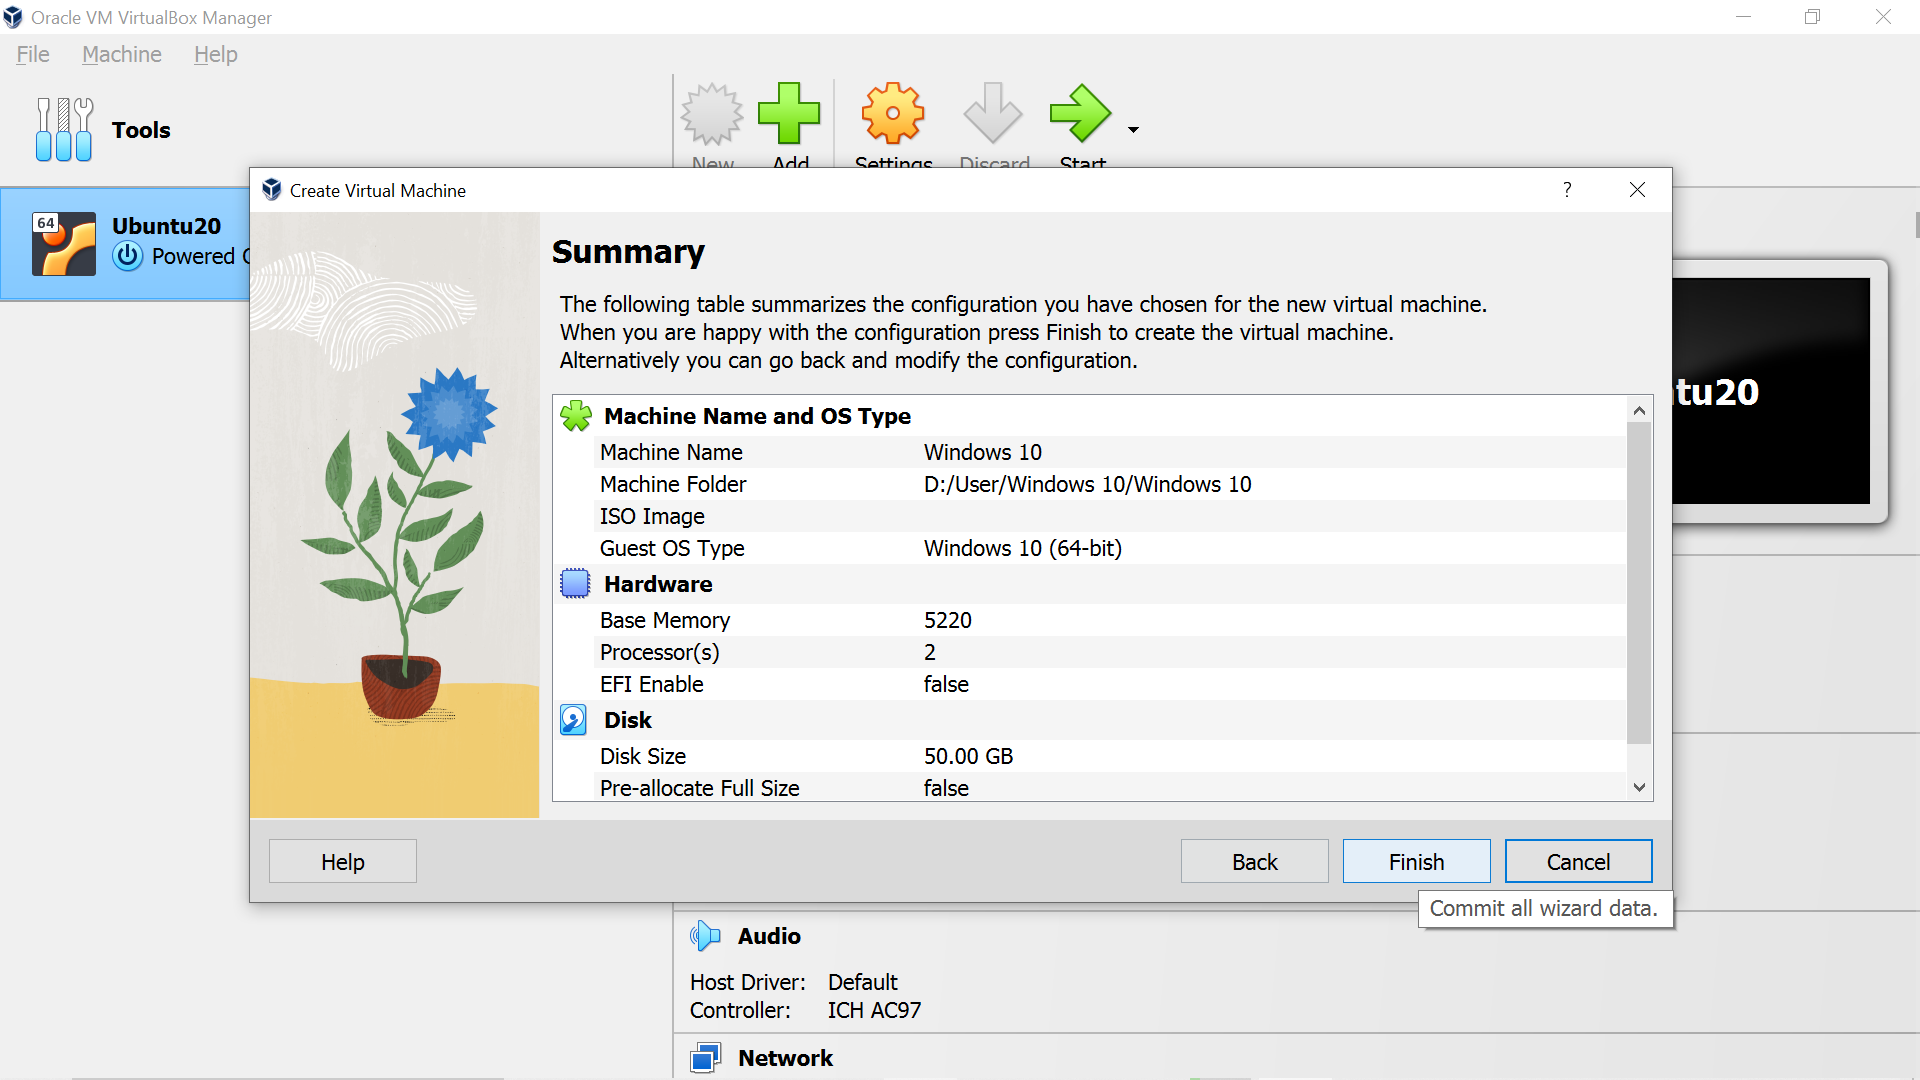 Oracle VM VirtualBox Manager
File Machine Help
Tools
New Add Settings Discard Start
64
Ubuntu20
Powered
Create Virtual Machine
?
Summary
The following table summarizes the configuration you have chosen for the new virtual machine.
When you are happy with the configuration press Finish to create the virtual machine.
Alternatively you can go back and modify the configuration.
tu20
Machine Name and OS Type
Machine Name Windows 10
Machine Folder D:/User/Windows 10/Windows 10
ISO Image
Guest OS Type Windows 10 (64-bit)
Hardware
Base Memory 5220
Processor(s) 2
EFI Enable false
Disk
Disk Size 50.00 GB
Pre-allocate Full Size false
Help Back Finish Cancel
Commit all wizard data.
Audio
Host Driver: Default
Controller: ICH AC97
Network